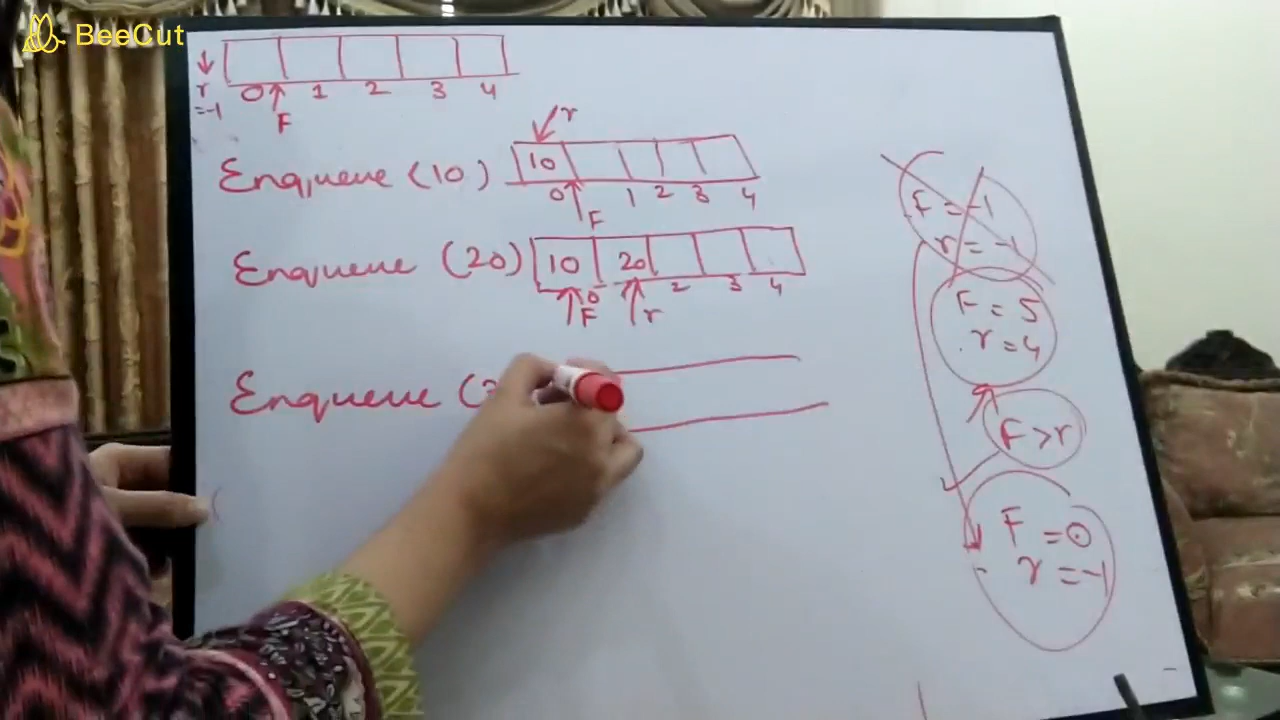 BeeCut
r
=-1
0 1 2 3 4
F
r
Enqueue (10) 10
0 1 2 3 4
F
Enqueue (20) 10 20
0 2 3 4
F r
Enqueue (
F = -1
r = -1
F = 5
r = 4
F > r
F = 0
r = -1